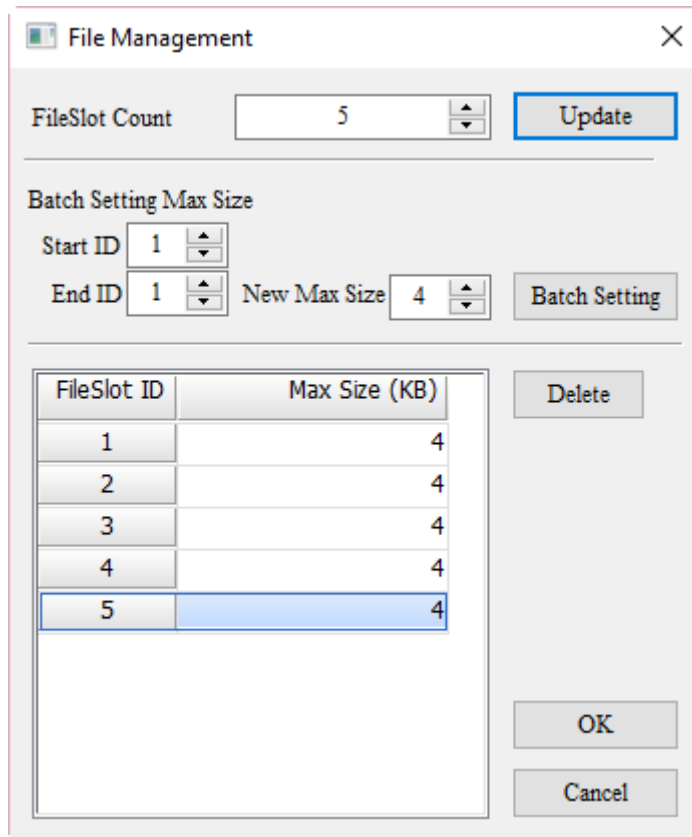 File Management
FileSlot Count 5 Update
Batch Setting Max Size
Start ID 1
End ID 1 New Max Size 4 Batch Setting
FileSlot ID Max Size (KB) Delete
1 4
2 4
3 4
4 4
5 4
OK
Cancel